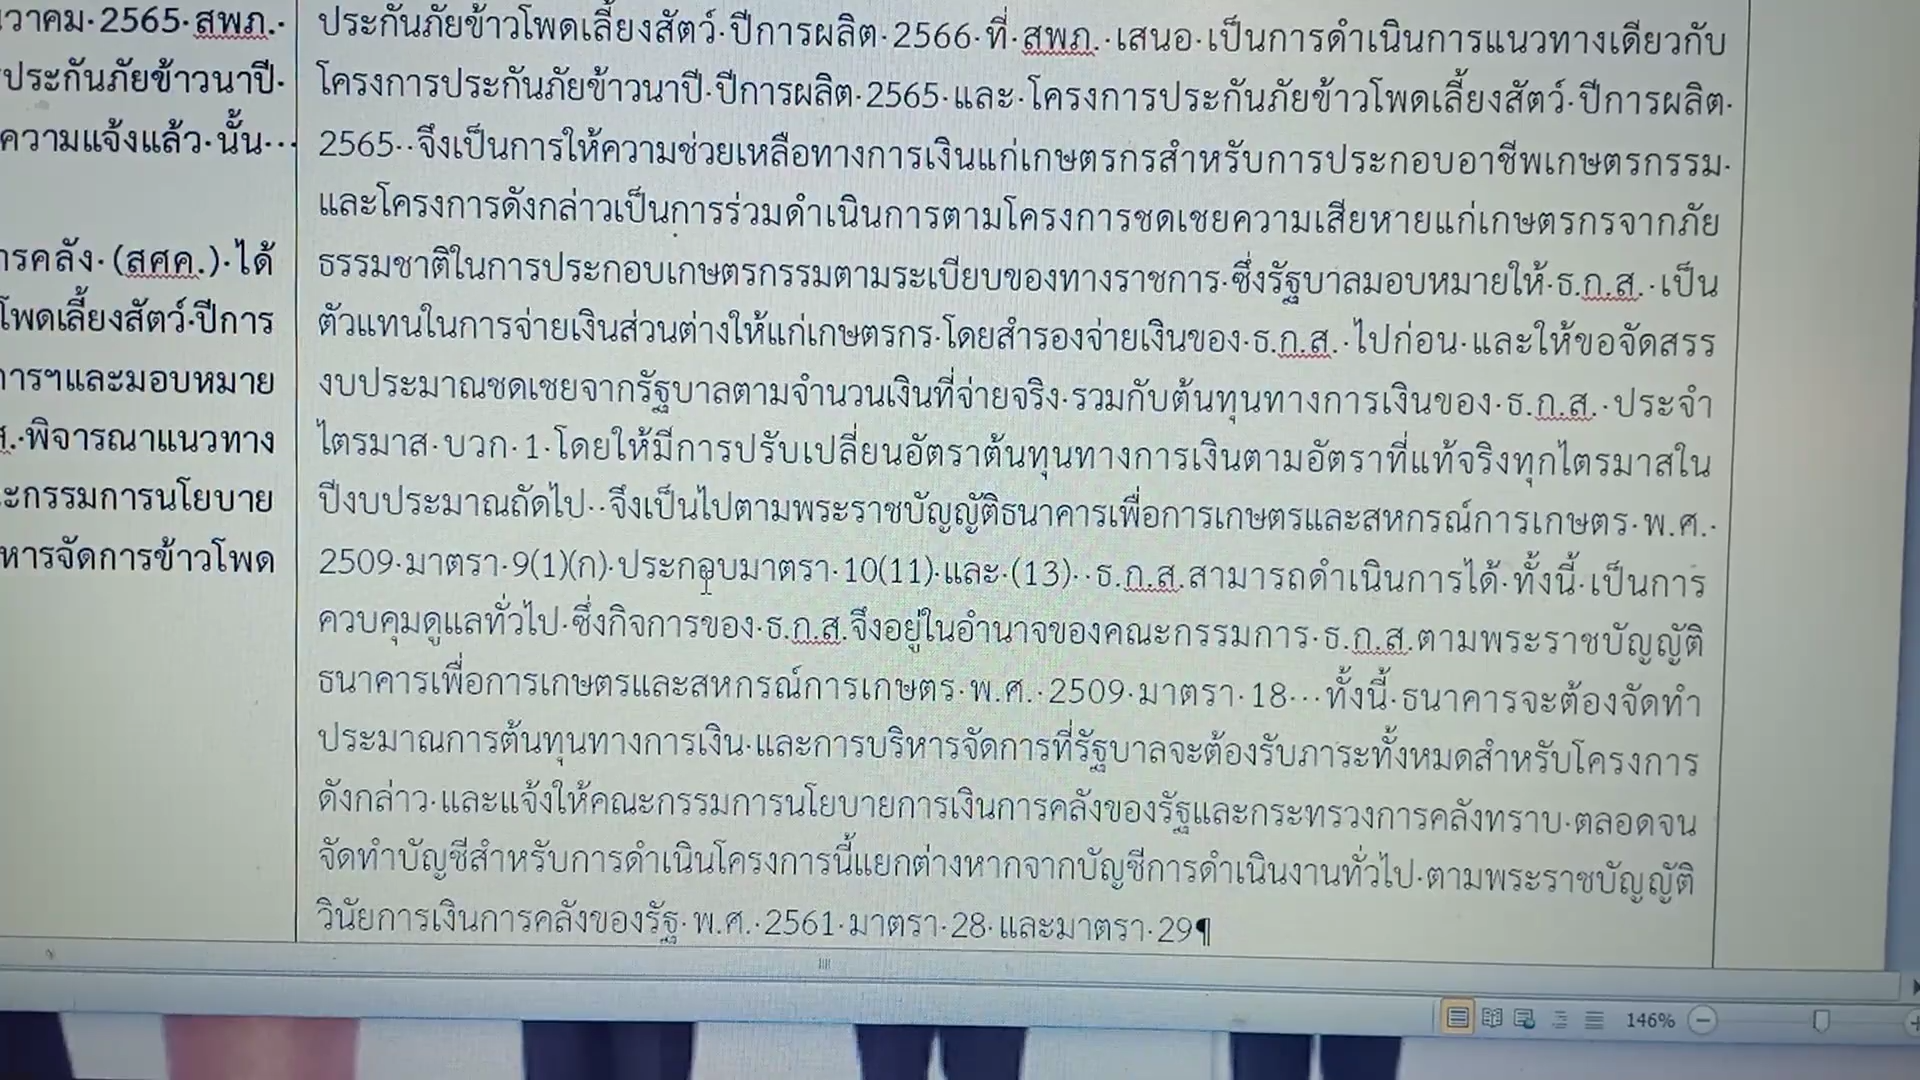 วาคม 2565 สพภ.
ประกันภัยข้าวนาปี
ความแจ้งแล้ว นั้น
ารคลัง (สศค.) ได้
โพดเลี้ยงสัตว์ ปีการ
การฯและมอบหมาย
ส. พิจารณาแนวทาง
ะกรรมการนโยบาย
หารจัดการข้าวโพด
ประกันภัยข้าวโพดเลี้ยงสัตว์ ปีการผลิต 2566 ที่ สพภ. เสนอ เป็นการดำเนินการแนวทางเดียวกับ
โครงการประกันภัยข้าวนาปี ปีการผลิต 2565 และ โครงการประกันภัยข้าวโพดเลี้ยงสัตว์ ปีการผลิต
2565 จึงเป็นการให้ความช่วยเหลือทางการเงินแก่เกษตรกรสำหรับการประกอบอาชีพเกษตรกรรม
และโครงการดังกล่าวเป็นการร่วมดำเนินการตามโครงการชดเชยความเสียหายแก่เกษตรกรจากภัย
ธรรมชาติในการประกอบเกษตรกรรมตามระเบียบของทางราชการ ซึ่งรัฐบาลมอบหมายให้ ธ.ก.ส. เป็น
ตัวแทนในการจ่ายเงินส่วนต่างให้แก่เกษตรกร โดยสำรองจ่ายเงินของ ธ.ก.ส. ไปก่อน และให้ขอจัดสรร
งบประมาณชดเชยจากรัฐบาลตามจำนวนเงินที่จ่ายจริง รวมกับต้นทุนทางการเงินของ ธ.ก.ส. ประจำ
ไตรมาส บวก 1 โดยให้มีการปรับเปลี่ยนอัตราต้นทุนทางการเงินตามอัตราที่แท้จริงทุกไตรมาสใน
ปีงบประมาณถัดไป จึงเป็นไปตามพระราชบัญญัติธนาคารเพื่อการเกษตรและสหกรณ์การเกษตร พ.ศ.
2509 มาตรา 9(1)(ก) ประกอบมาตรา 10(11) และ (13) ธ.ก.ส.สามารถดำเนินการได้ ทั้งนี้ เป็นการ
ควบคุมดูแลทั่วไป ซึ่งกิจการของ ธ.ก.ส.จึงอยู่ในอำนาจของคณะกรรมการ ธ.ก.ส.ตามพระราชบัญญัติ
ธนาคารเพื่อการเกษตรและสหกรณ์การเกษตร พ.ศ. 2509 มาตรา 18 ทั้งนี้ ธนาคารจะต้องจัดทำ
ประมาณการต้นทุนทางการเงิน และการบริหารจัดการที่รัฐบาลจะต้องรับภาระทั้งหมดสำหรับโครงการ
ดังกล่าว และแจ้งให้คณะกรรมการนโยบายการเงินการคลังของรัฐและกระทรวงการคลังทราบ ตลอดจน
จัดทำบัญชีสำหรับการดำเนินโครงการนี้แยกต่างหากจากบัญชีการดำเนินงานทั่วไป ตามพระราชบัญญัติ
วินัยการเงินการคลังของรัฐ พ.ศ. 2561 มาตรา 28 และมาตรา 29¶
146%